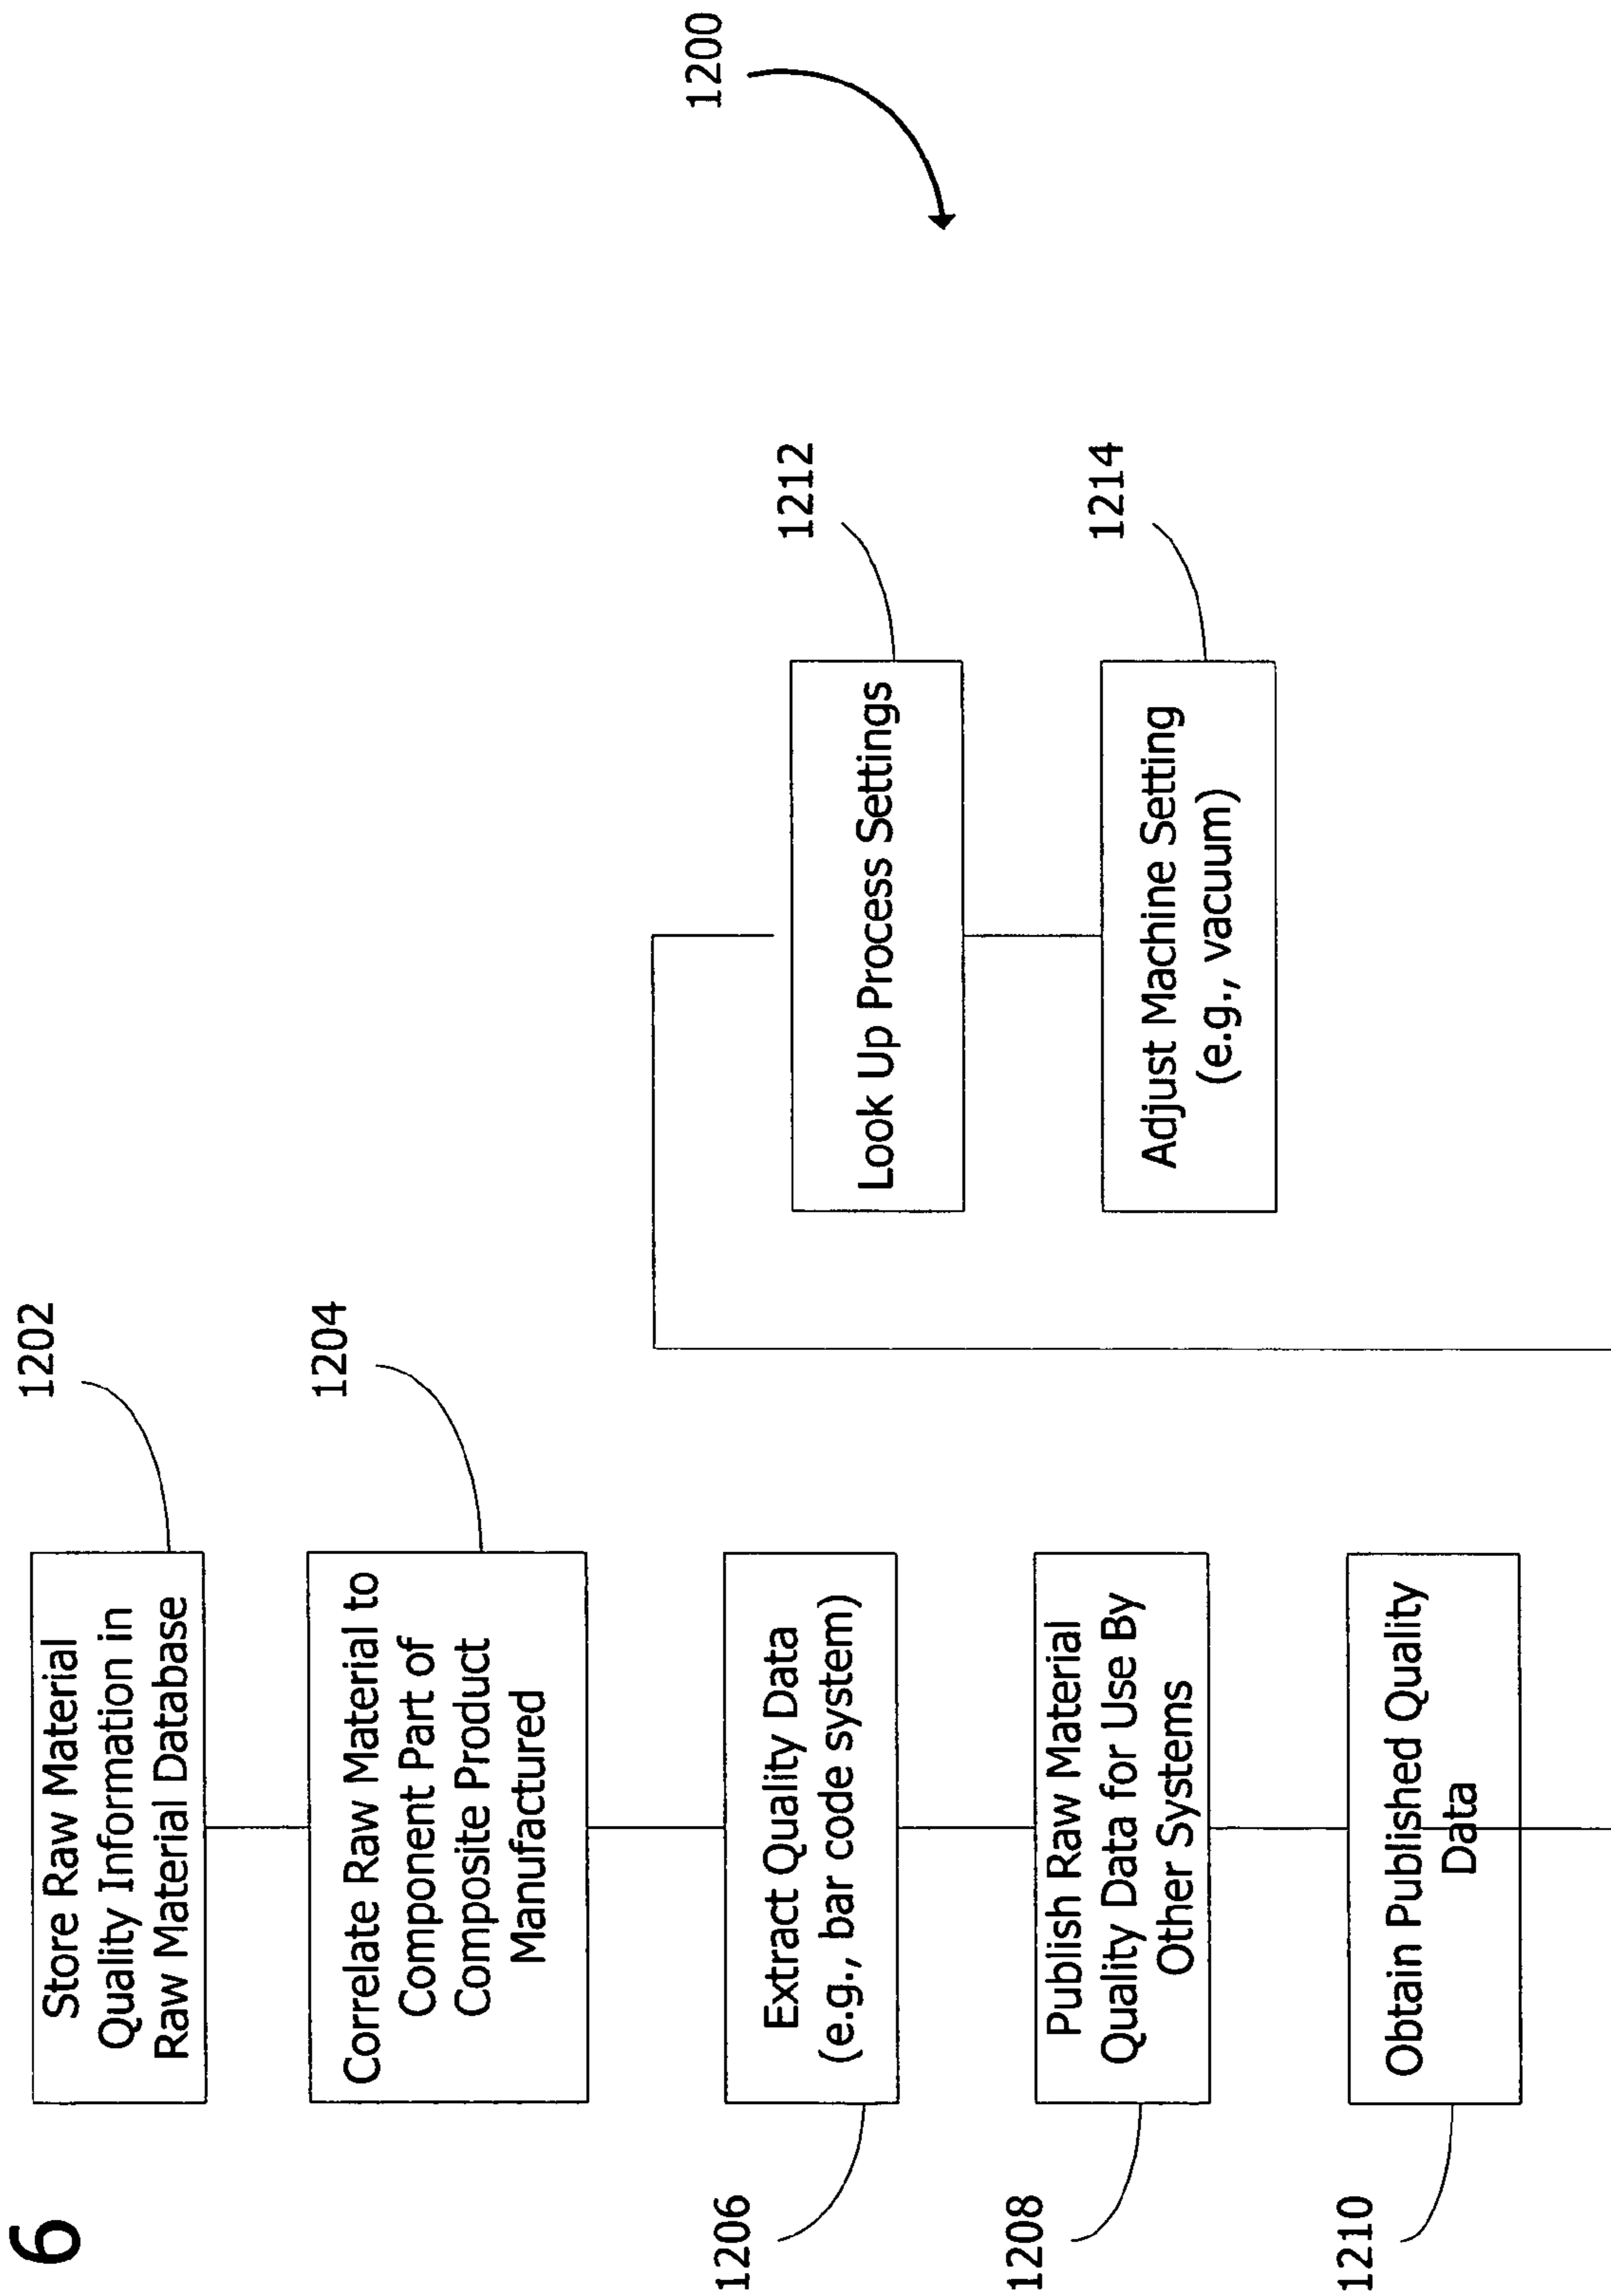 6
1200
1202
Store Raw Material
Quality Information in
Raw Material Database
1204
Correlate Raw Material to
Component Part of
Composite Product
Manufactured
1206
Extract Quality Data
(e.g., bar code system)
1208
Publish Raw Material
Quality Data for Use By
Other Systems
1210
Obtain Published Quality
Data
1212
Look Up Process Settings
1214
Adjust Machine Setting
(e.g., vacuum)